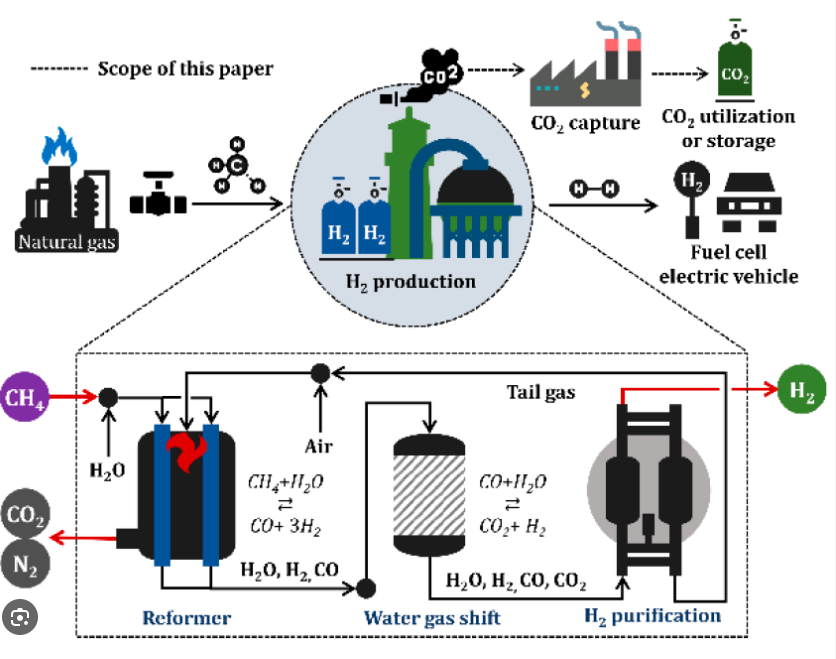 Scope of this paper
CO2
CO2
CO2 capture
CO2 utilization
or storage
Natural gas
H
H
C
H
H
H2
H2
H2 production
H
H
H2
Fuel cell
electric vehicle
CH4
H2O
Air
Tail gas
H2
CH4+H2O
⇄
CO+ 3H2
CO+H2O
⇄
CO2+ H2
CO2
N2
H2O, H2, CO
H2O, H2, CO, CO2
Reformer
Water gas shift
H2 purification